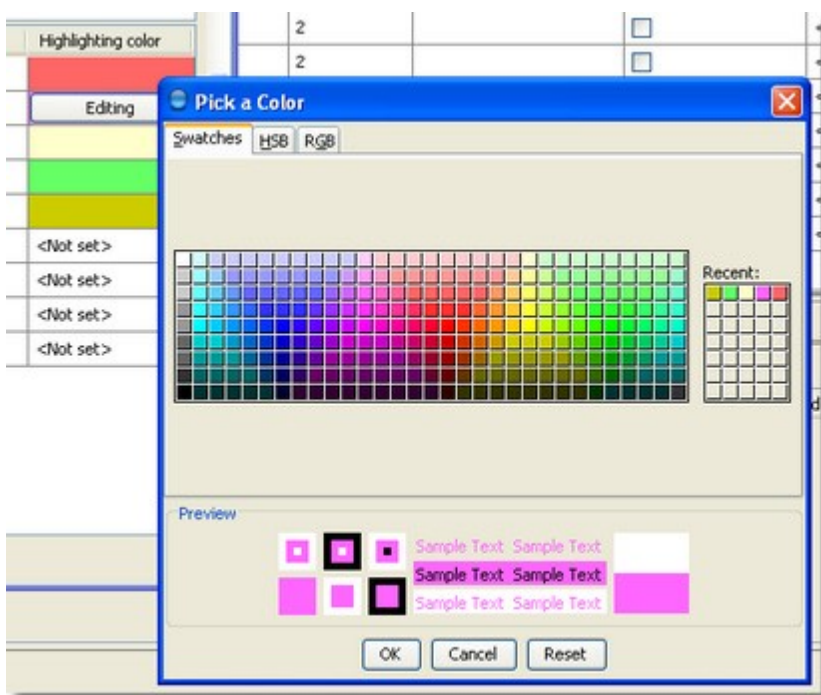 Highlighting color
2
2
Editing
Pick a Color
Swatches HSB RGB
<Not set>
<Not set>
<Not set>
<Not set>
Recent:
Preview
Sample Text Sample Text
Sample Text Sample Text
Sample Text Sample Text
OK Cancel Reset